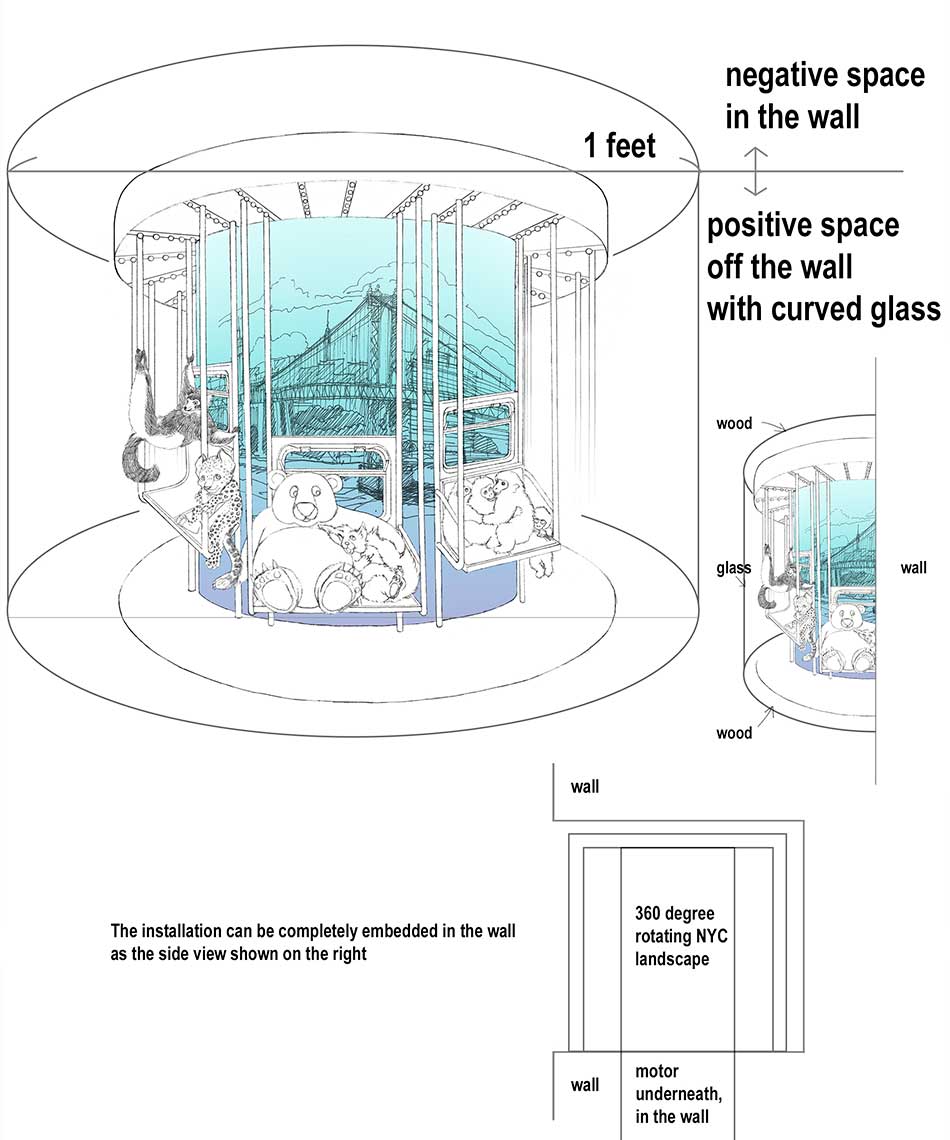 negative space
in the wall
1 feet
positive space
off the wall
with curved glass
wood
glass
wall
wood
wall
The installation can be completely embedded in the wall
as the side view shown on the right
360 degree
rotating NYC
landscape
wall
motor
underneath,
in the wall